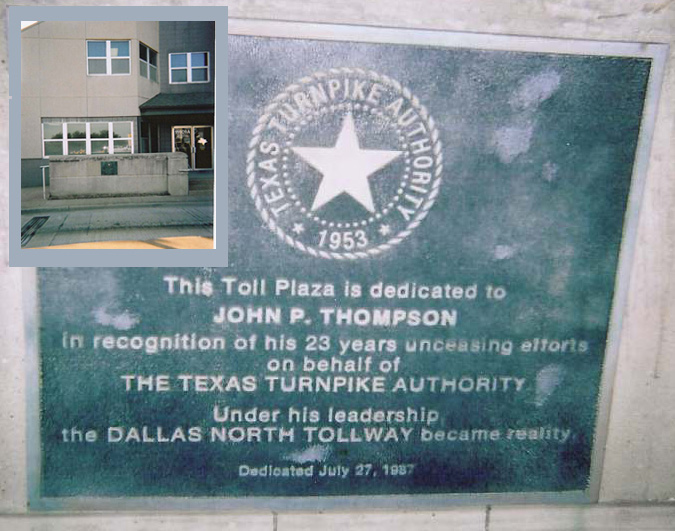 TEXAS TURNPIKE AUTHORITY
1953
This Toll Plaza is dedicated to
JOHN P. THOMPSON
in recognition of his 23 years unceasing efforts
on behalf of
THE TEXAS TURNPIKE AUTHORITY
Under his leadership
the DALLAS NORTH TOLLWAY became reality.
Dedicated July 27, 1987